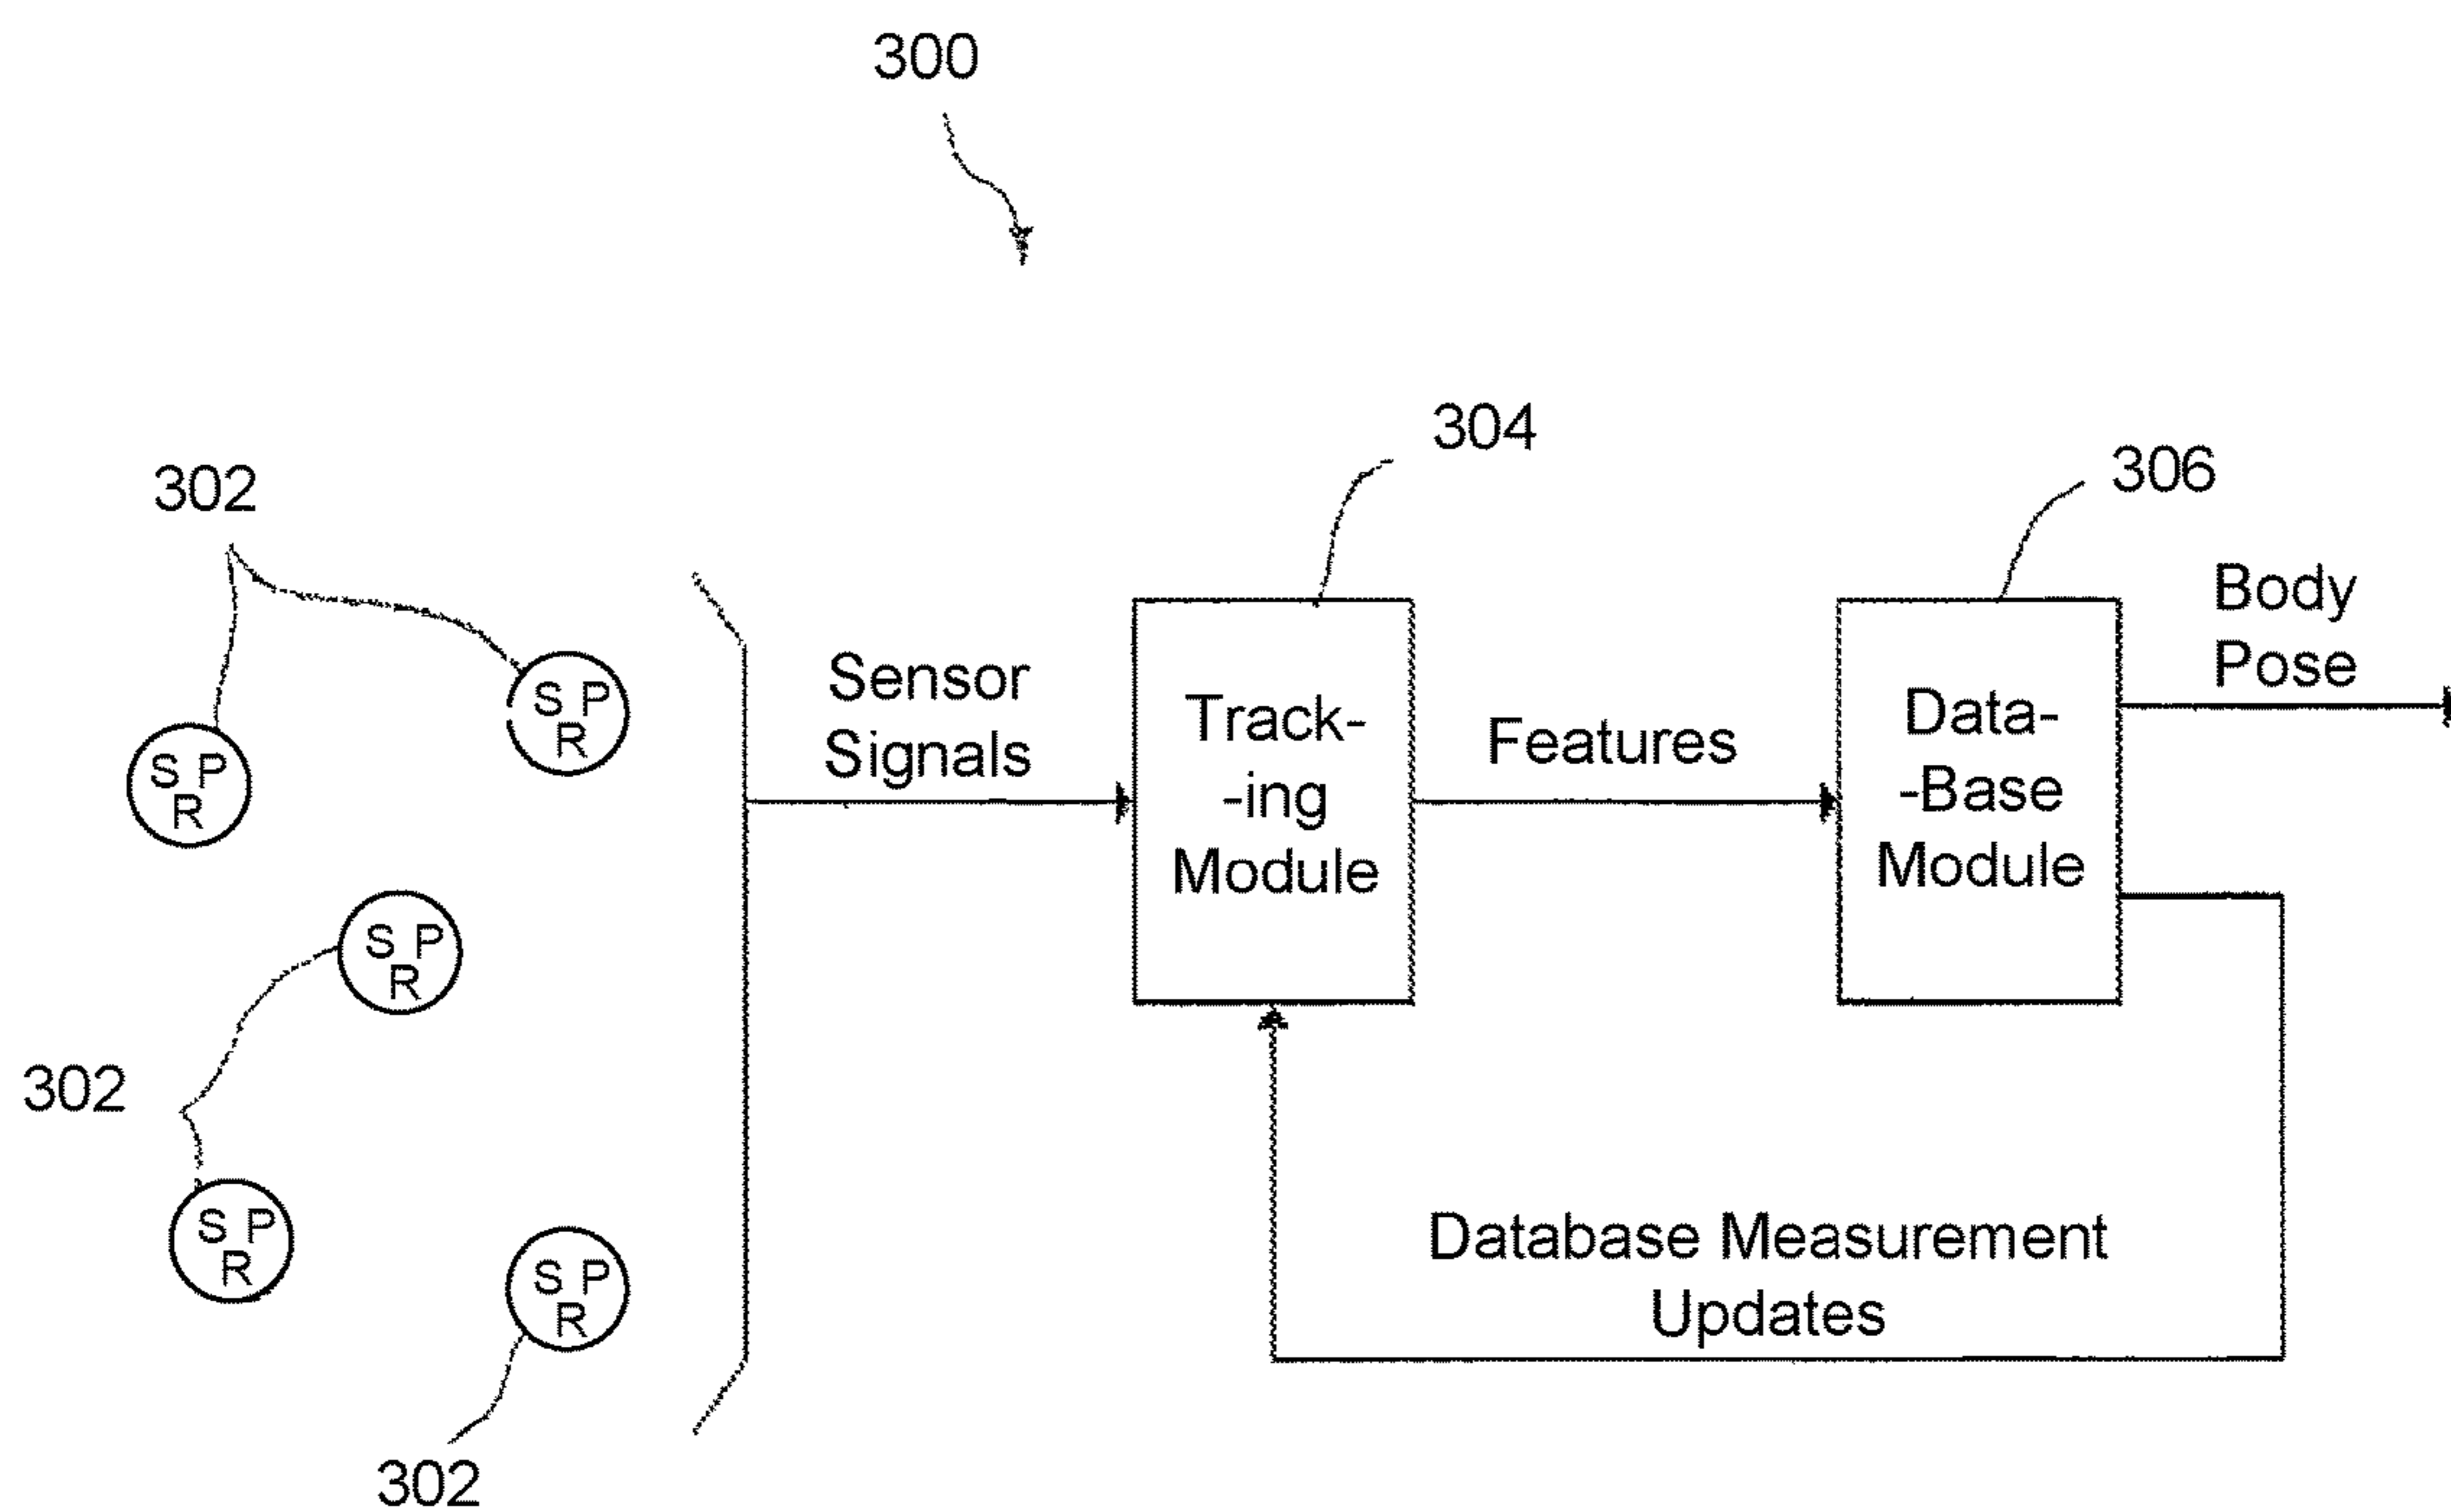 300
304
306
302
Body
Pose
Sensor
Signals
Track-
-ing
Module
Features
Data-
-Base
Module
S P
R
S P
R
S P
R
302
S P
R
S P
R
302
Database Measurement
Updates